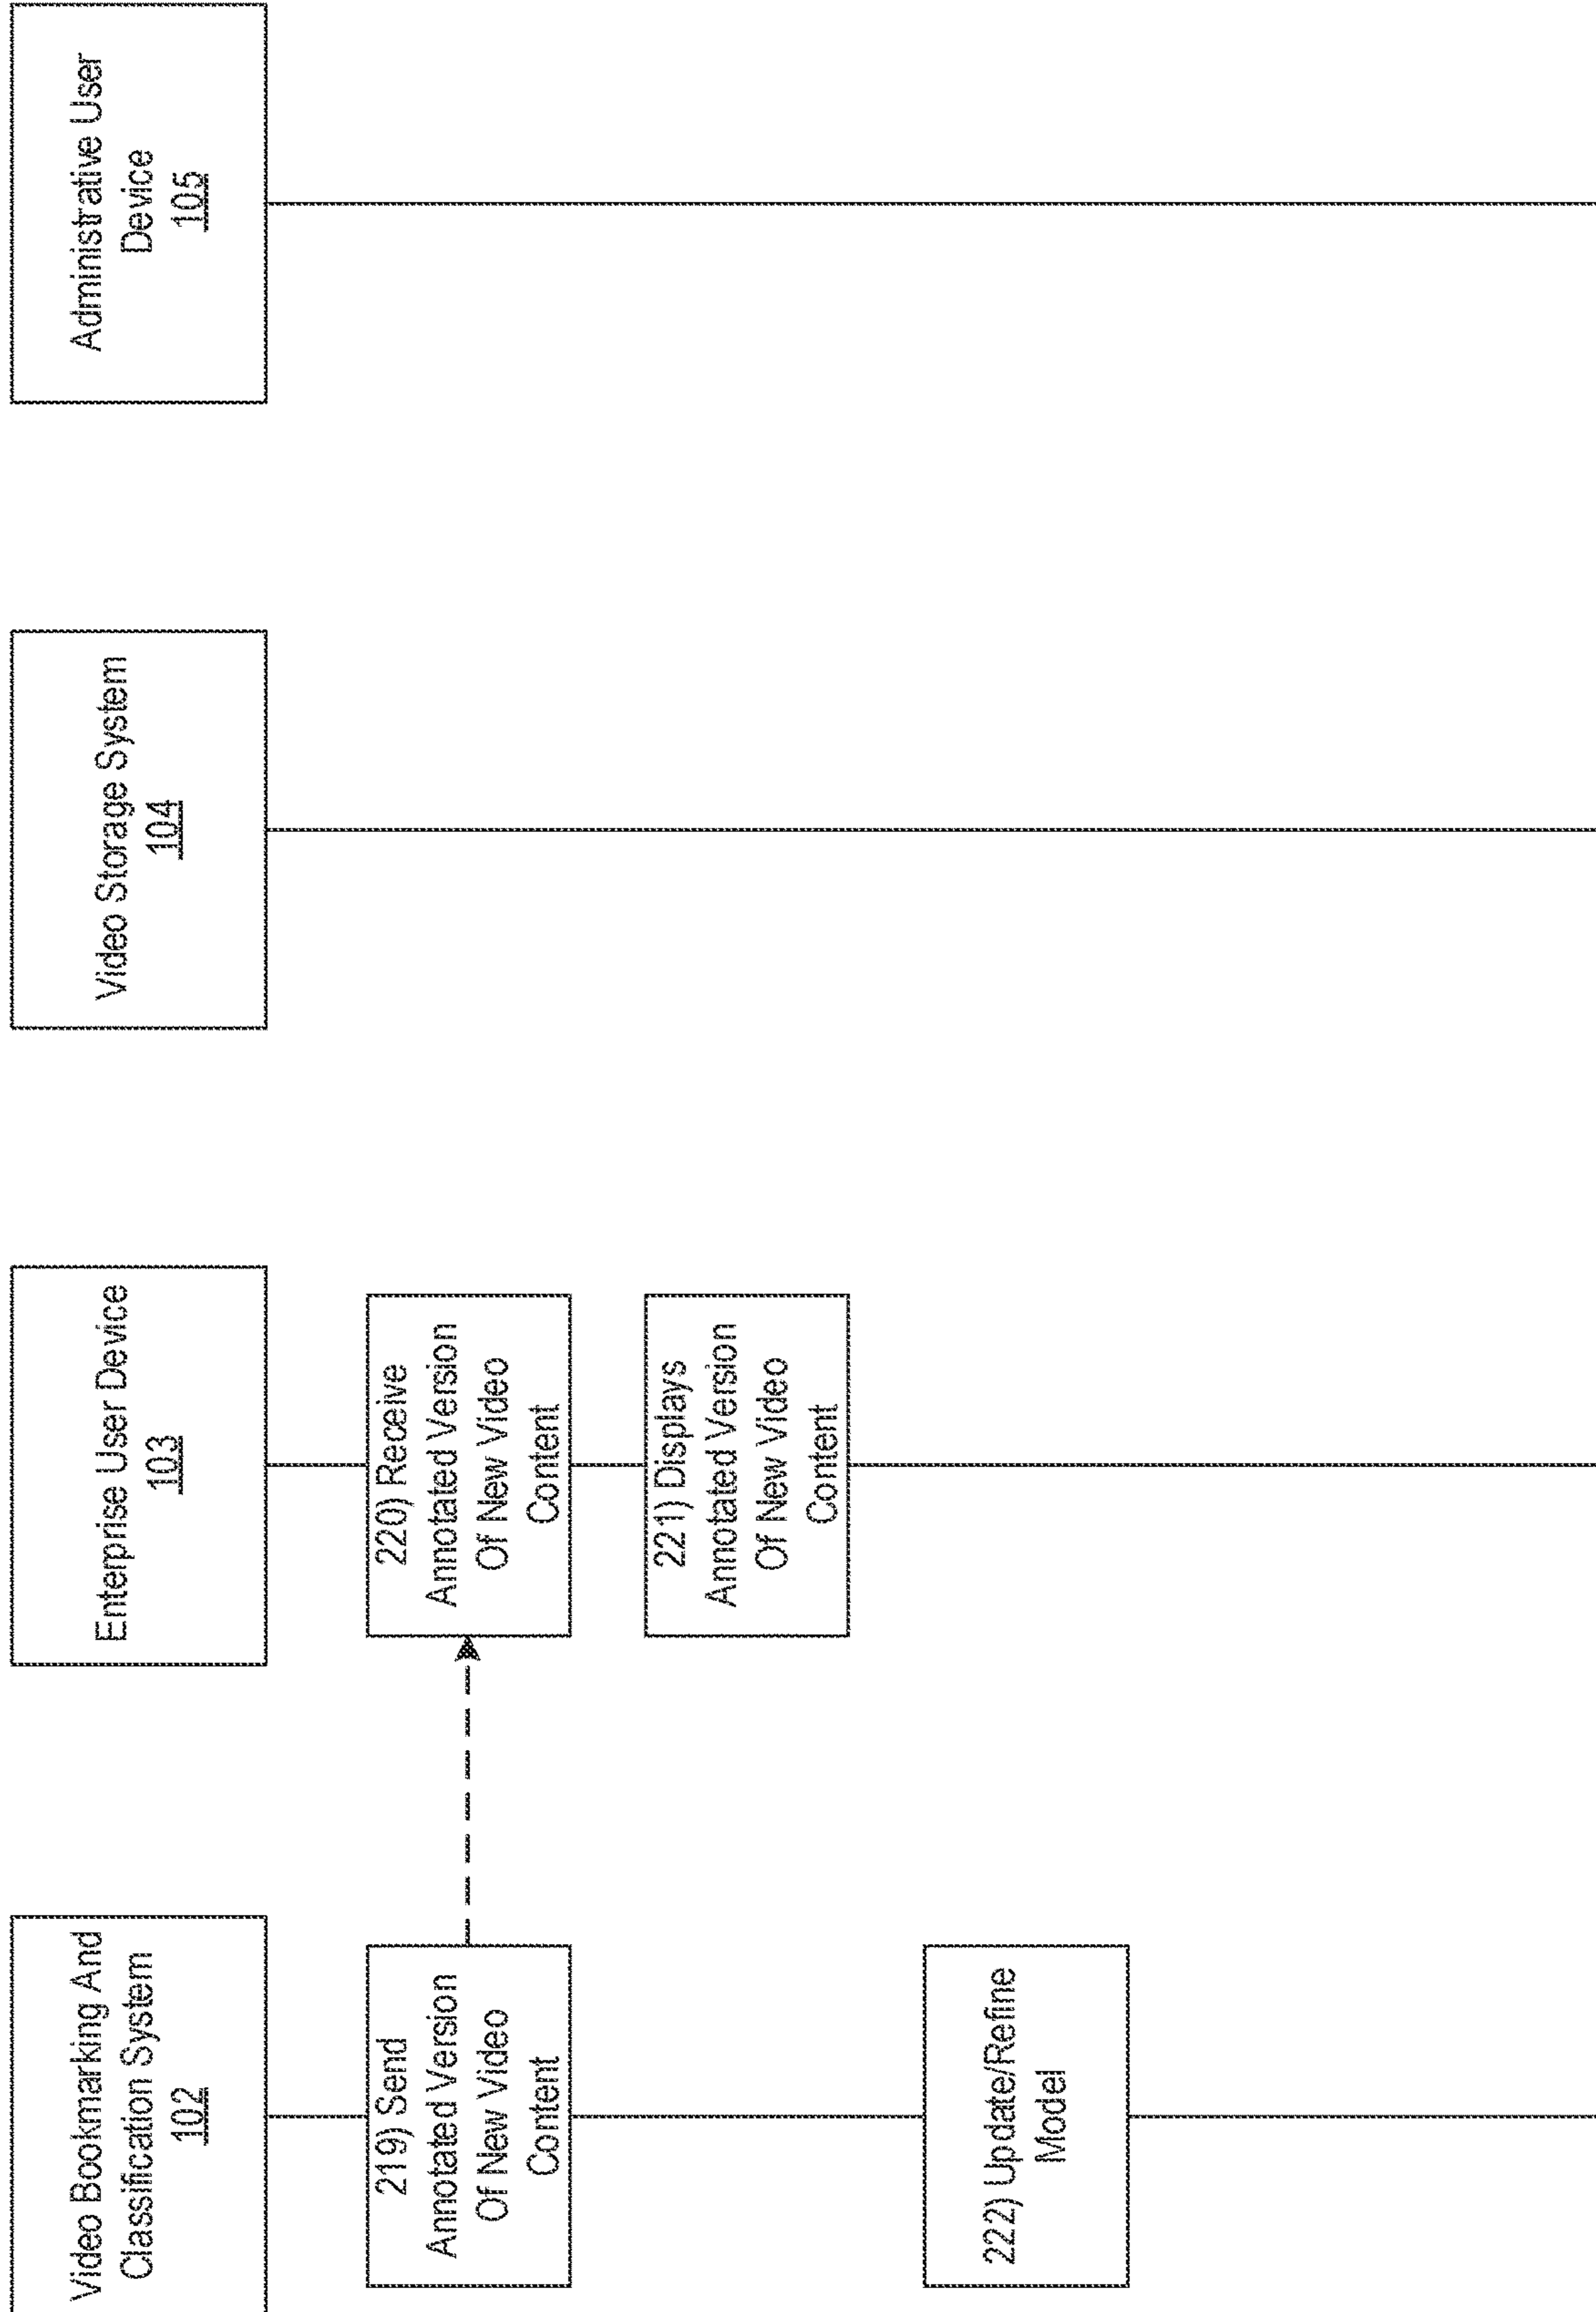 Video Bookmarking And
Classification System
102
Enterprise User Device
103
Video Storage System
104
Administrative User
Device
105
219) Send
Annotated Version
Of New Video
Content
220) Receive
Annotated Version
Of New Video
Content
221) Displays
Annotated Version
Of New Video
Content
222) Update/Refine
Model